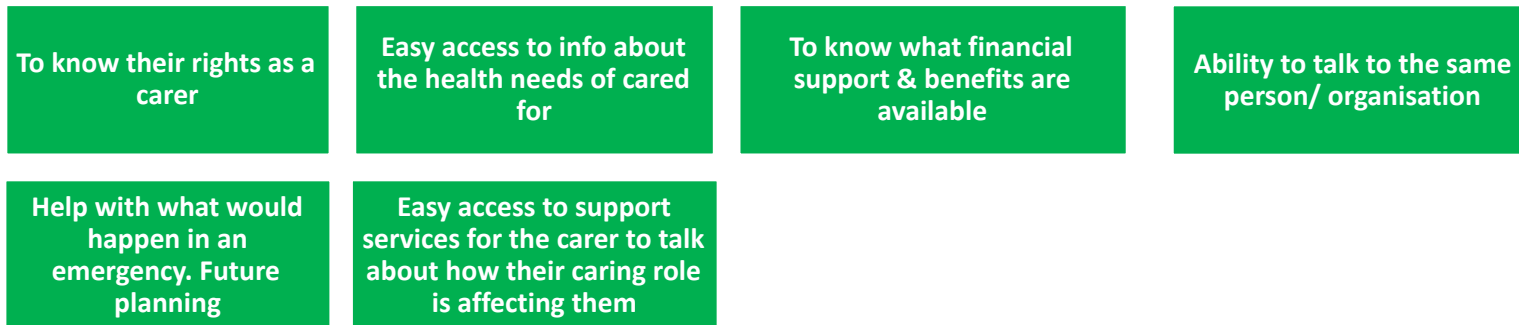 To know their rights as a
carer
Easy access to info about
the health needs of cared
for
To know what financial
support & benefits are
available
Ability to talk to the same
person/ organisation
Help with what would
happen in an
emergency. Future
planning
Easy access to support
services for the carer to talk
about how their caring role
is affecting them